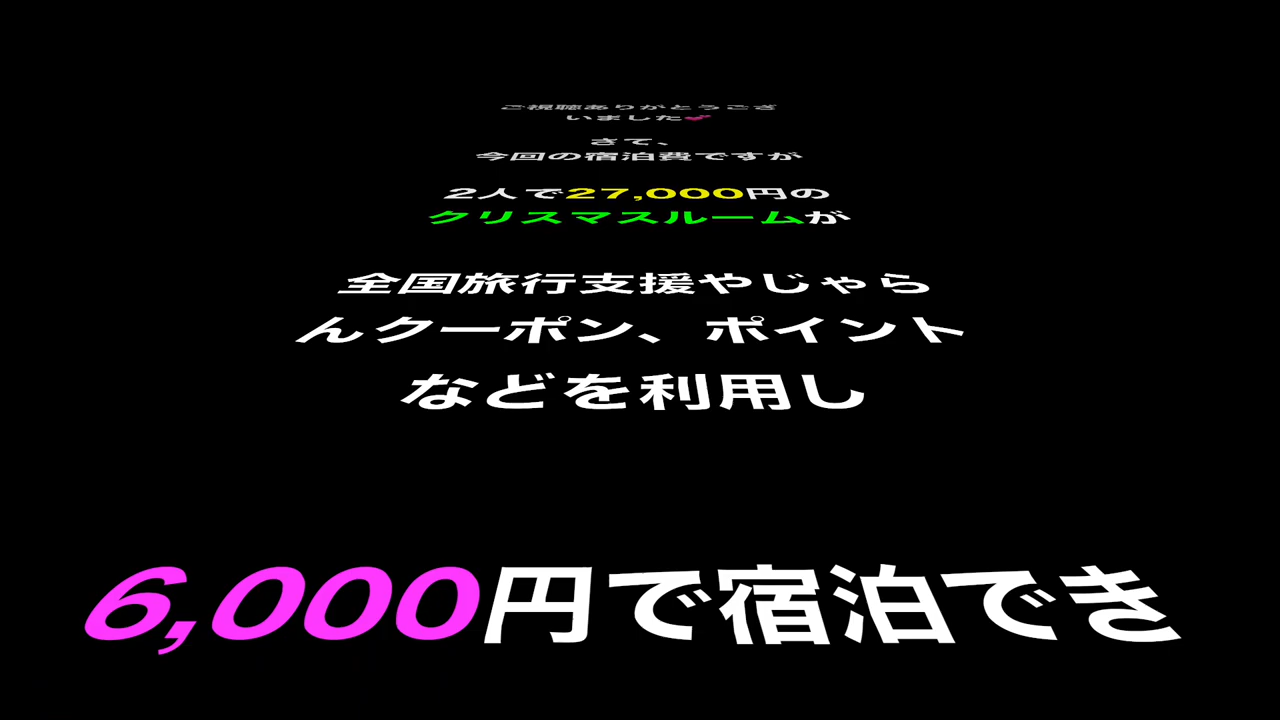 ご視聴ありがとうござ
いました💕
さて、
今回の宿泊費ですが
2人で27,000円の
クリスマスルームが
全国旅行支援やじゃら
んクーポン、ポイント
などを利用し
6,000円で宿泊でき